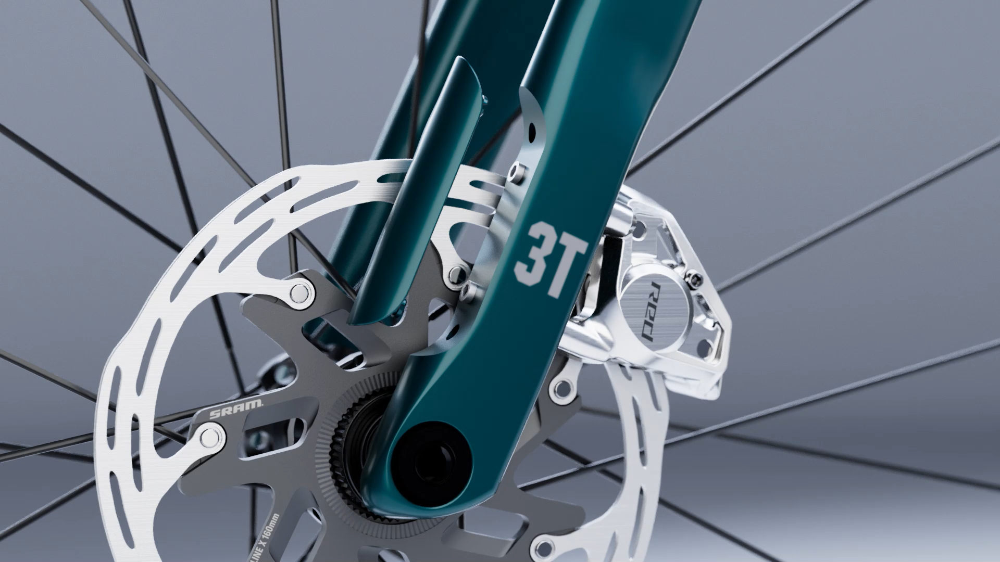 3T
Red
SRAM
LINE X 160mm